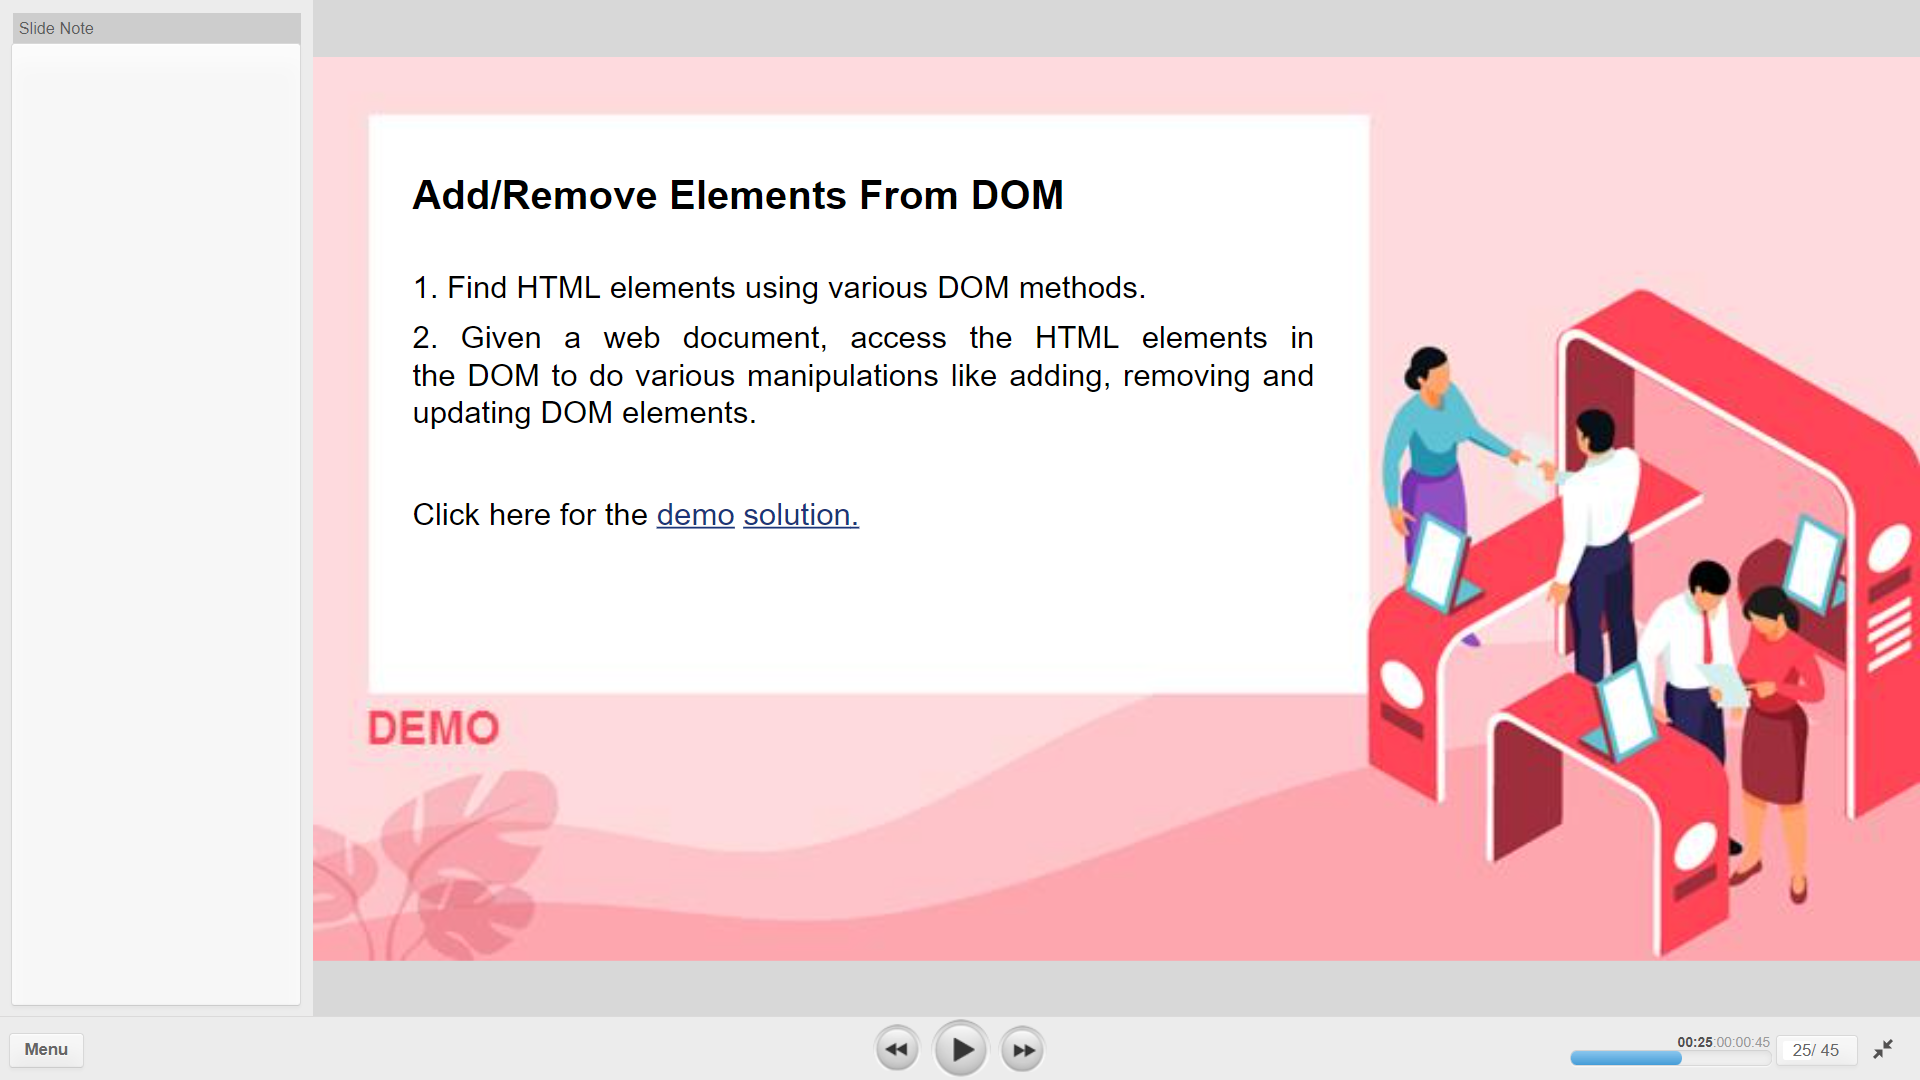 Slide Note
Add/Remove Elements From DOM
1. Find HTML elements using various DOM methods.
2. Given a web document, access the HTML elements in
the DOM to do various manipulations like adding, removing and
updating DOM elements.
Click here for the demo solution.
DEMO
Menu
00:25:00:00:45
25/ 45